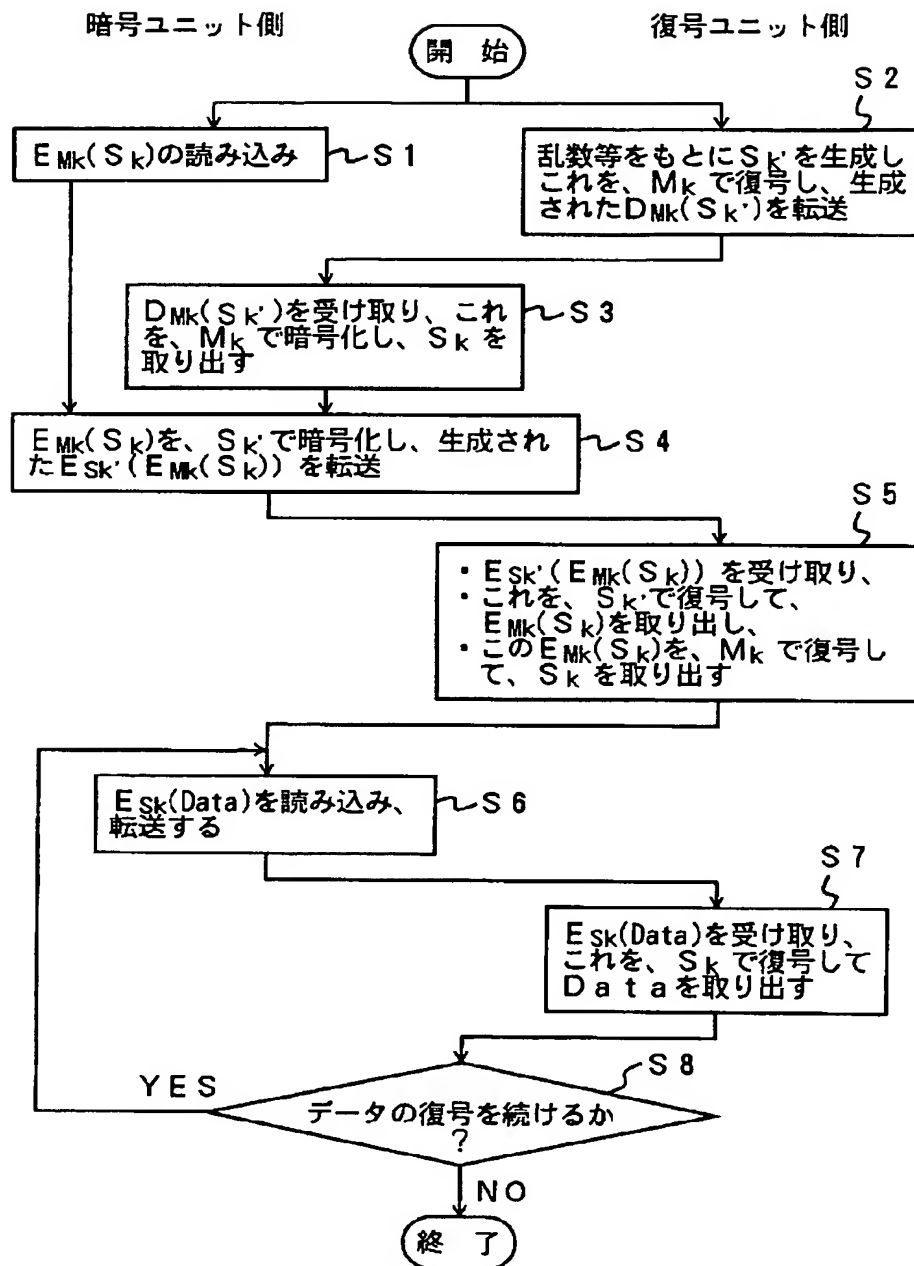 暗号ユニット側
復号ユニット側
開 始
S2
EMk(Sk)の読み込み
S1
乱数等をもとにSk'を生成し
これを、Mkで復号し、生成
されたDMk(Sk')を転送
DMk(Sk')を受け取り、これ
を、Mkで暗号化し、Skを
取り出す
S3
EMk(Sk)を、Sk'で暗号化し、生成され
たESk'(EMk(Sk))を転送
S4
S5
・ESk'(EMk(Sk))を受け取り、
・これを、Sk'で復号して、
EMk(Sk)を取り出し、
・このEMk(Sk)を、Mkで復号し
て、Skを取り出す
ESk(Data)を読み込み、
転送する
S6
S7
ESk(Data)を受け取り、
これを、Skで復号して
Dataを取り出す
S8
YES
データの復号を続けるか
?
NO
終 了